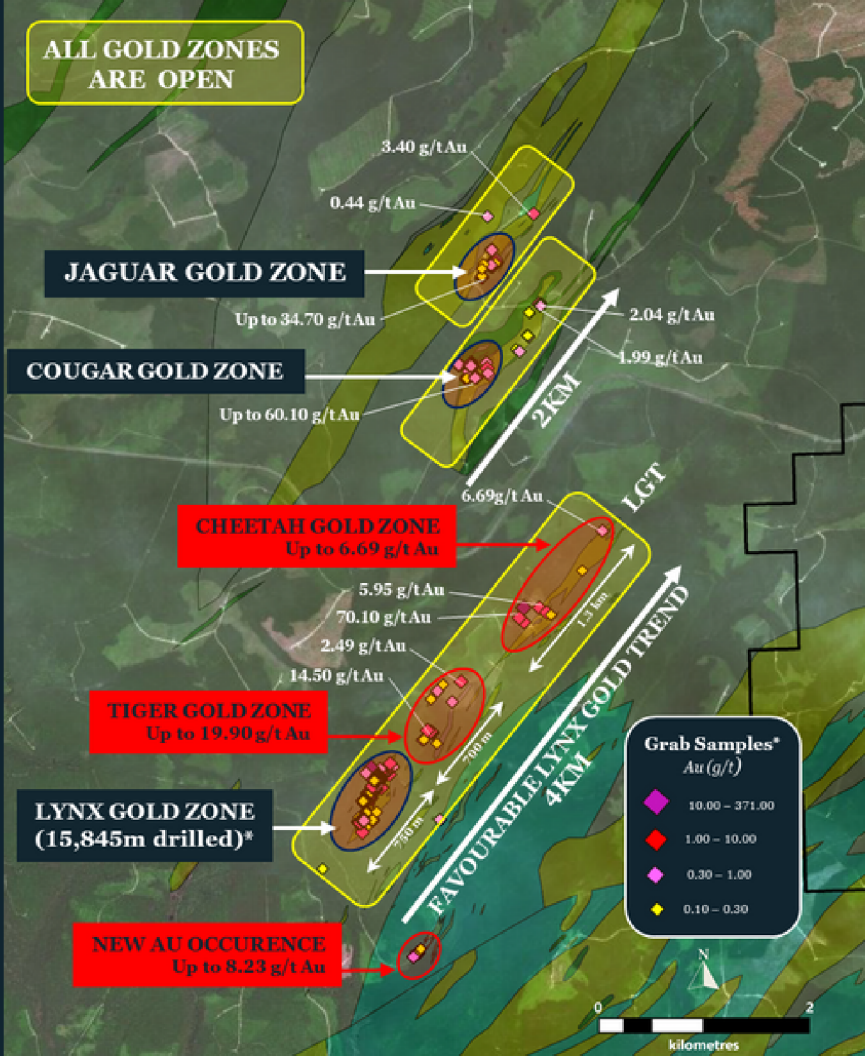 ALL GOLD ZONES
ARE OPEN
3.40 g/t Au
0.44 g/t Au
JAGUAR GOLD ZONE
Up to 34.70 g/t Au
2.04 g/t Au
1.99 g/t Au
COUGAR GOLD ZONE
Up to 60.10 g/t Au
2KM
6.69g/t Au
LGT
CHEETAH GOLD ZONE
Up to 6.69 g/t Au
5.95 g/t Au
70.10 g/t Au
1.3 km
2.49 g/t Au
14.50 g/t Au
TIGER GOLD ZONE
Up to 19.90 g/t Au
700 m
FAVOURABLE LYNX GOLD TREND
4KM
LYNX GOLD ZONE
(15,845m drilled)*
750 m
NEW AU OCCURENCE
Up to 8.23 g/t Au
Grab Samples*
Au (g/t)
10.00 – 371.00
1.00 – 10.00
0.30 – 1.00
0.10 – 0.30
N
0 2
kilometres